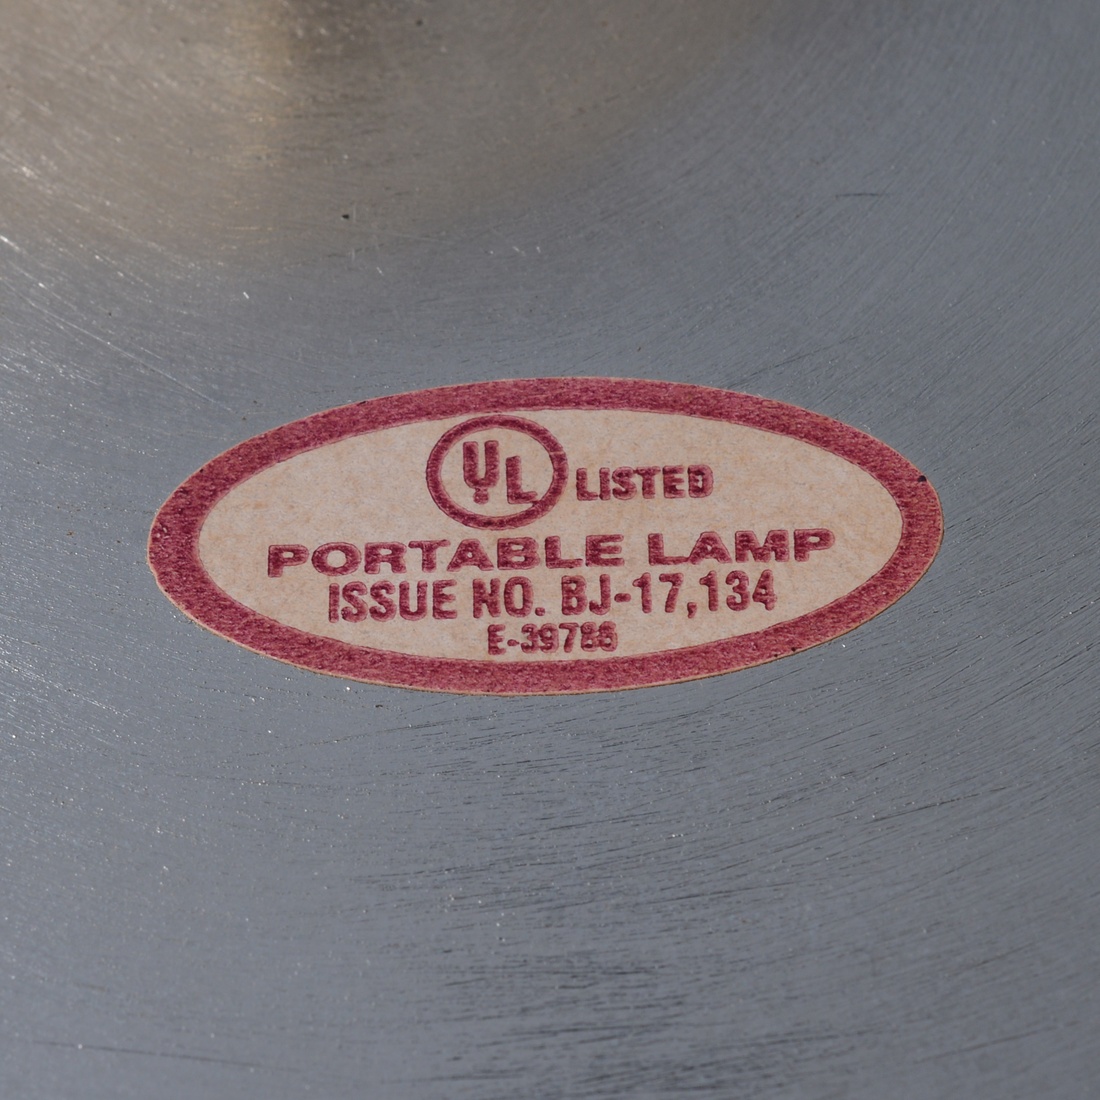 UL LISTED
PORTABLE LAMP
ISSUE NO. BJ-17,134
E-39786